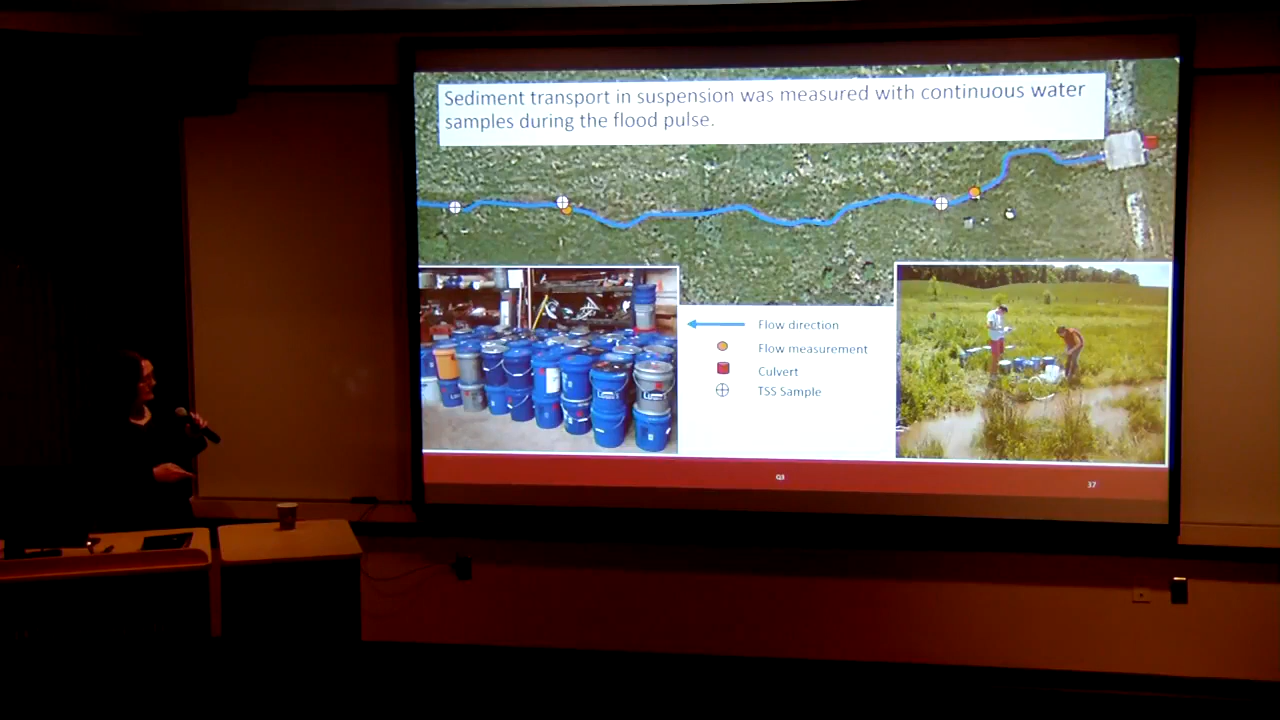 Sediment transport in suspension was measured with continuous water
samples during the flood pulse.
Flow direction
Flow measurement
Culvert
TSS Sample
Q3
37